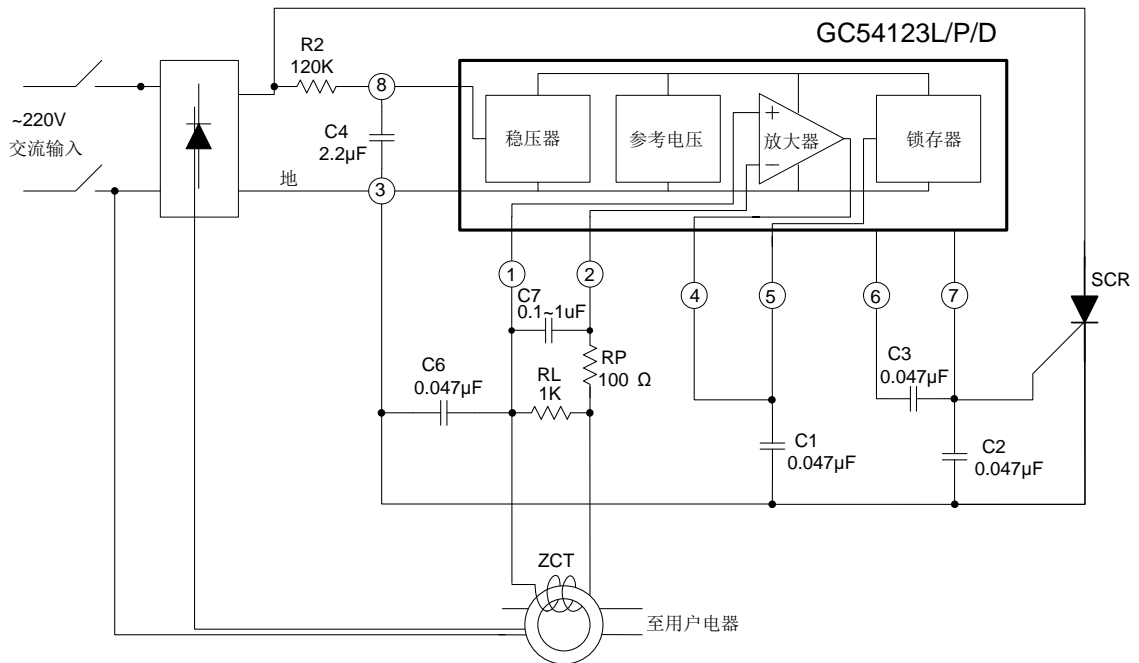 GC54123L/P/D
R2
120K
8
~220V
交流输入
C4
2.2μF
稳压器
参考电压
+
−
放大器
锁存器
地
3
1
2
4
5
6
7
SCR
C7
0.1~1uF
RP
100 Ω
C6
0.047μF
RL
1K
C3
0.047μF
C1
0.047μF
C2
0.047μF
ZCT
至用户电器